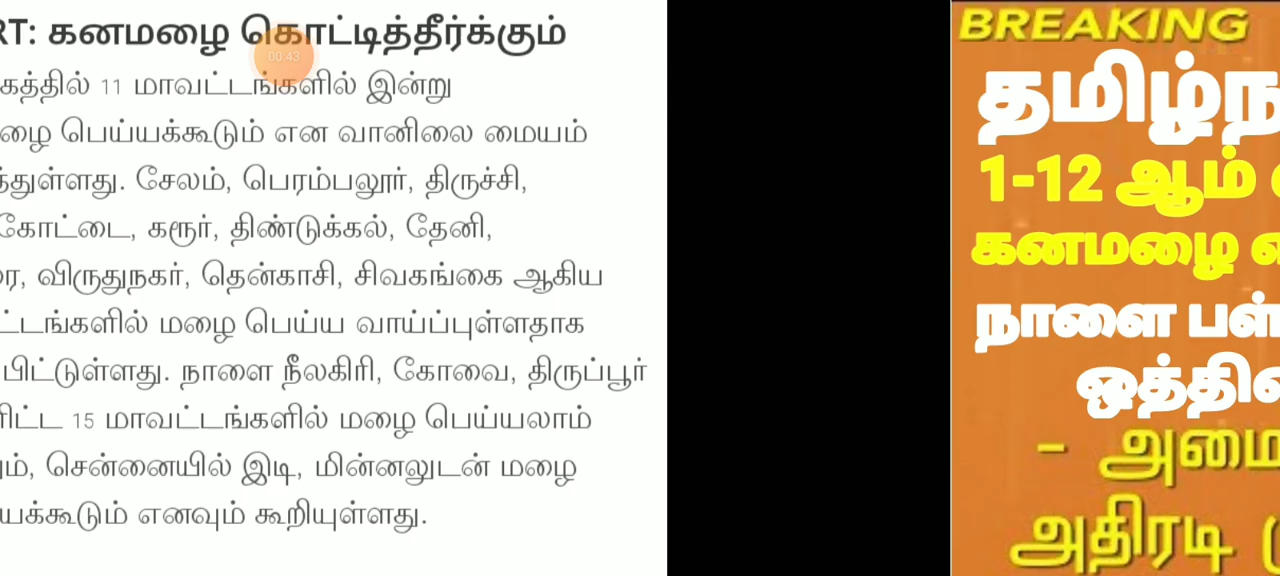 RT: கனமழை கொட்டித்தீர்க்கும்
00:43
கத்தில் 11 மாவட்டங்களில் இன்று
ழை பெய்யக்கூடும் என வானிலை மையம்
த்துள்ளது. சேலம், பெரம்பலூர், திருச்சி,
கோட்டை, கரூர், திண்டுக்கல், தேனி,
ரை, விருதுநகர், தென்காசி, சிவகங்கை ஆகிய
ட்டங்களில் மழை பெய்ய வாய்ப்புள்ளதாக
பிட்டுள்ளது. நாளை நீலகிரி, கோவை, திருப்பூர்
ளிட்ட 15 மாவட்டங்களில் மழை பெய்யலாம்
ும், சென்னையில் இடி, மின்னலுடன் மழை
யக்கூடும் எனவும் கூறியுள்ளது.
BREAKING
தமிழ்ந
1-12 ஆம்
கனமழை
நாளை பள்
ஒத்தி
- அமை
அதிரடி